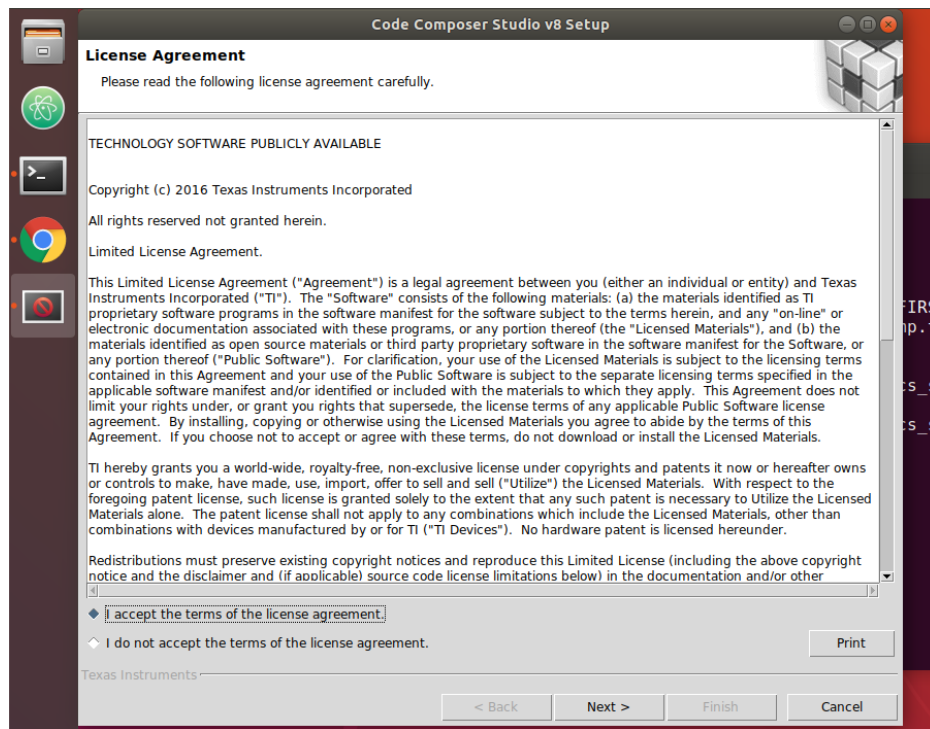 Code Composer Studio v8 Setup
License Agreement
Please read the following license agreement carefully.
TECHNOLOGY SOFTWARE PUBLICLY AVAILABLE
Copyright (c) 2016 Texas Instruments Incorporated
All rights reserved not granted herein.
Limited License Agreement.
This Limited License Agreement ("Agreement") is a legal agreement between you (either an individual or entity) and Texas
Instruments Incorporated ("TI").  The "Software" consists of the following materials: (a) the materials identified as TI
proprietary software programs in the software manifest for the software subject to the terms herein, and any "on-line" or
electronic documentation associated with these programs, or any portion thereof (the "Licensed Materials"), and (b) the
materials identified as open source materials or third party proprietary software in the software manifest for the Software, or
any portion thereof ("Public Software").  For clarification, your use of the Licensed Materials is subject to the licensing terms
contained in this Agreement and your use of the Public Software is subject to the separate licensing terms specified in the
applicable software manifest and/or identified or included with the materials to which they apply.  This Agreement does not
limit your rights under, or grant you rights that supersede, the license terms of any applicable Public Software license
agreement.  By installing, copying or otherwise using the Licensed Materials you agree to abide by the terms of this
Agreement.  If you choose not to accept or agree with these terms, do not download or install the Licensed Materials.
TI hereby grants you a world-wide, royalty-free, non-exclusive license under copyrights and patents it now or hereafter owns
or controls to make, have made, use, import, offer to sell and sell ("Utilize") the Licensed Materials.  With respect to the
foregoing patent license, such license is granted solely to the extent that any such patent is necessary to Utilize the Licensed
Materials alone.  The patent license shall not apply to any combinations which include the Licensed Materials, other than
combinations with devices manufactured by or for TI ("TI Devices").  No hardware patent is licensed hereunder.
Redistributions must preserve existing copyright notices and reproduce this Limited License (including the above copyright
notice and the disclaimer and (if applicable) source code license limitations below) in the documentation and/or other
I accept the terms of the license agreement.
I do not accept the terms of the license agreement.
Print
Texas Instruments
< Back
Next >
Finish
Cancel